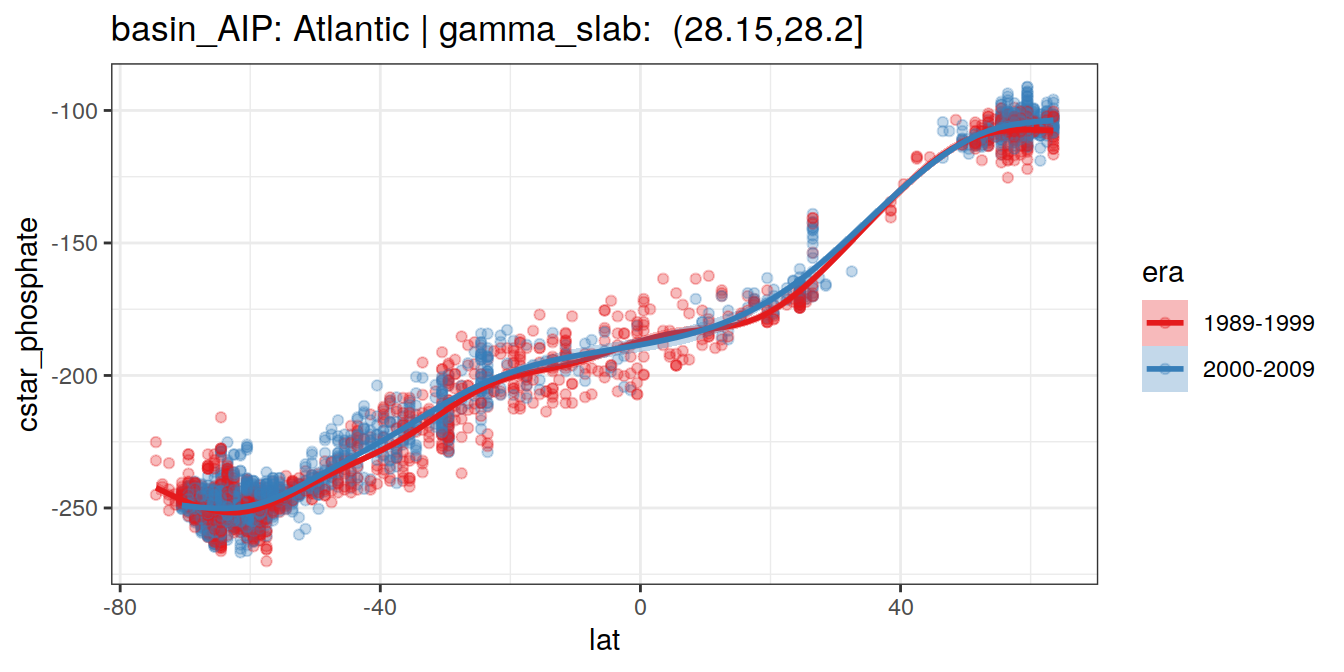 basin_AIP: Atlantic | gamma_slab:  (28.15,28.2]
cstar_phosphate
-100
-150
-200
-250
-80
-40
0
40
lat
era
1989-1999
2000-2009